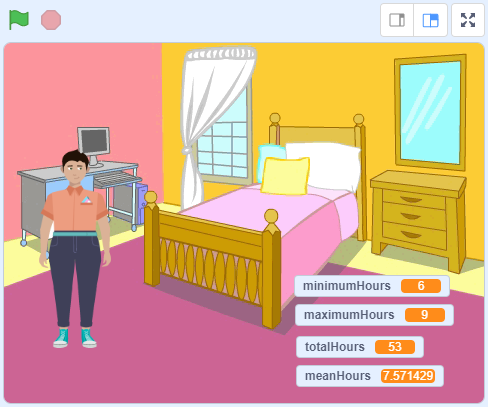 minimumHours 6
maximumHours 9
totalHours 53
meanHours 7.571429